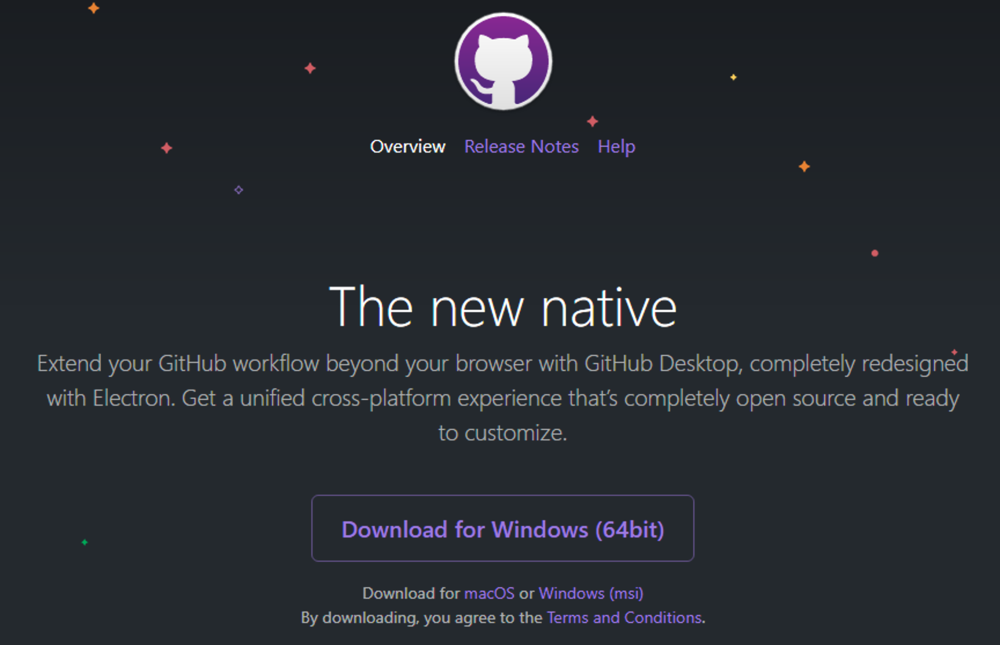 Overview Release Notes Help
The new native
Extend your GitHub workflow beyond your browser with GitHub Desktop, completely redesigned
with Electron. Get a unified cross-platform experience that’s completely open source and ready
to customize.
Download for Windows (64bit)
Download for macOS or Windows (msi)
By downloading, you agree to the Terms and Conditions.